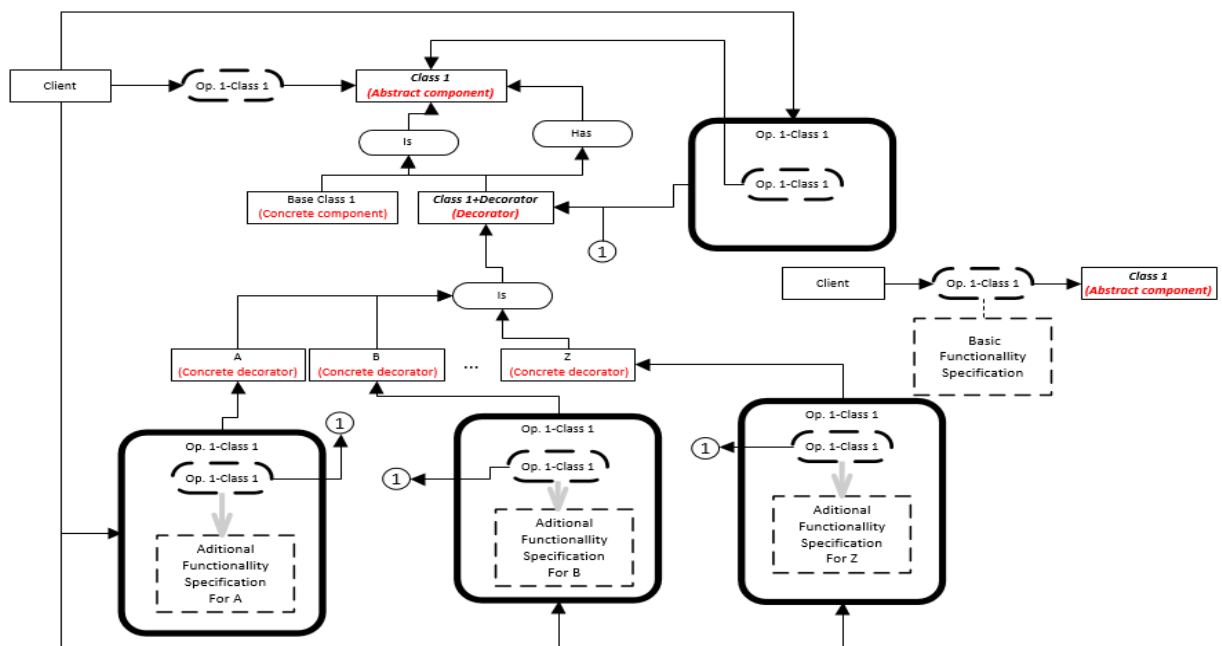 Client
Op. 1-Class 1
Class 1
(Abstract component)
Is
Has
Base Class 1
(Concrete component)
Class 1+Decorator
(Decorator)
1
Op. 1-Class 1
Op. 1-Class 1
Client
Op. 1-Class 1
Class 1
(Abstract component)
Basic
Functionallity
Specification
Is
A
(Concrete decorator)
B
(Concrete decorator)
...
Z
(Concrete decorator)
Op. 1-Class 1
Op. 1-Class 1
1
Aditional
Functionallity
Specification
For A
Op. 1-Class 1
Op. 1-Class 1
1
Aditional
Functionallity
Specification
For B
Op. 1-Class 1
Op. 1-Class 1
1
Aditional
Functionallity
Specification
For Z